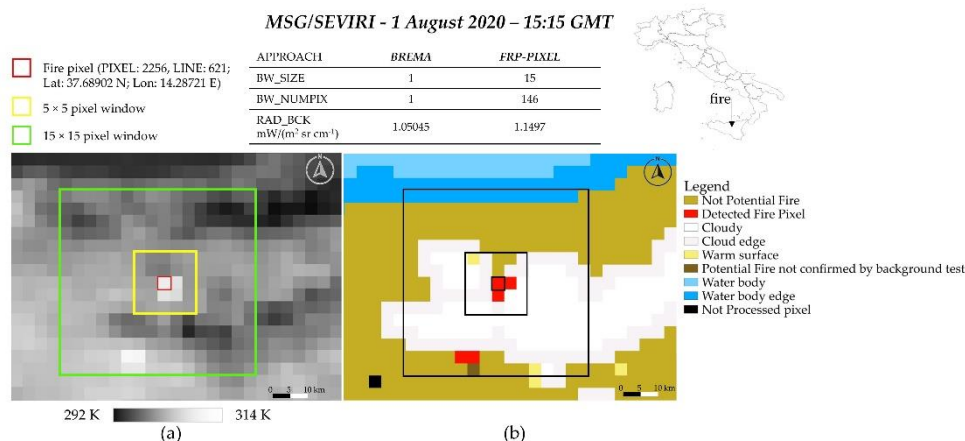 MSG/SEVIRI - 1 August 2020 – 15:15 GMT
Fire pixel (PIXEL: 2256, LINE: 621;
Lat: 37.68902 N; Lon: 14.28721 E)
5 × 5 pixel window
15 × 15 pixel window
APPROACH BREMA FRP-PIXEL
BW_SIZE 1 15
BW_NUMPIX 1 146
RAD_BCK
mW/(m² sr cm⁻¹) 1.05045 1.1497
fire
N
0 5 10 km
292 K 314 K
(a)
N
0 5 10 km
(b)
Legend
Not Potential Fire
Detected Fire Pixel
Cloudy
Cloud edge
Warm surface
Potential Fire not confirmed by background test
Water body
Water body edge
Not Processed pixel